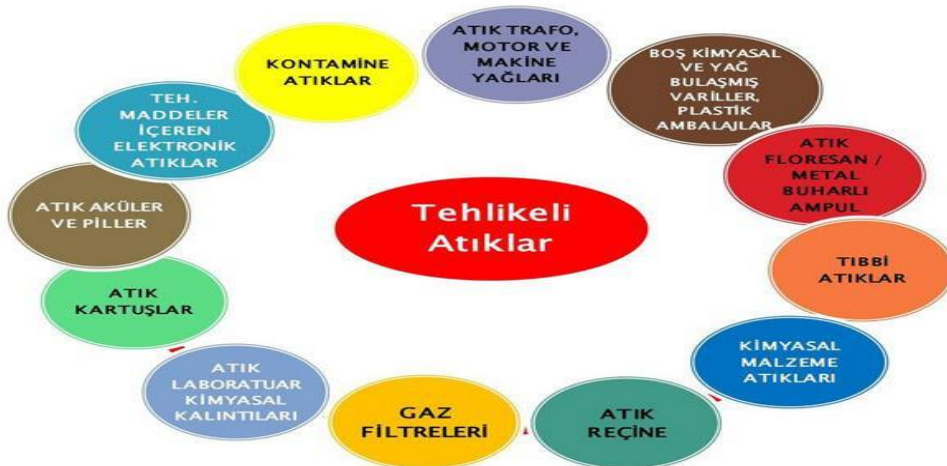 Tehlikeli
Atıklar
ATIK TRAFO,
MOTOR VE
MAKİNE
YAĞLARI
BOŞ KİMYASAL
VE YAĞ
BULAŞMIŞ
VARİLLER,
PLASTİK
AMBALAJLAR
ATIK
FLORESAN /
METAL
BUHARLI
AMPUL
TIBBİ
ATIKLAR
KİMYASAL
MALZEME
ATIKLARI
ATIK
REÇİNE
GAZ
FİLTRELERİ
ATIK
LABORATUAR
KİMYASAL
KALINTILARI
ATIK
KARTUŞLAR
ATIK AKÜLER
VE PİLLER
TEH.
MADDELER
İÇEREN
ELEKTRONİK
ATIKLAR
KONTAMİNE
ATIKLAR